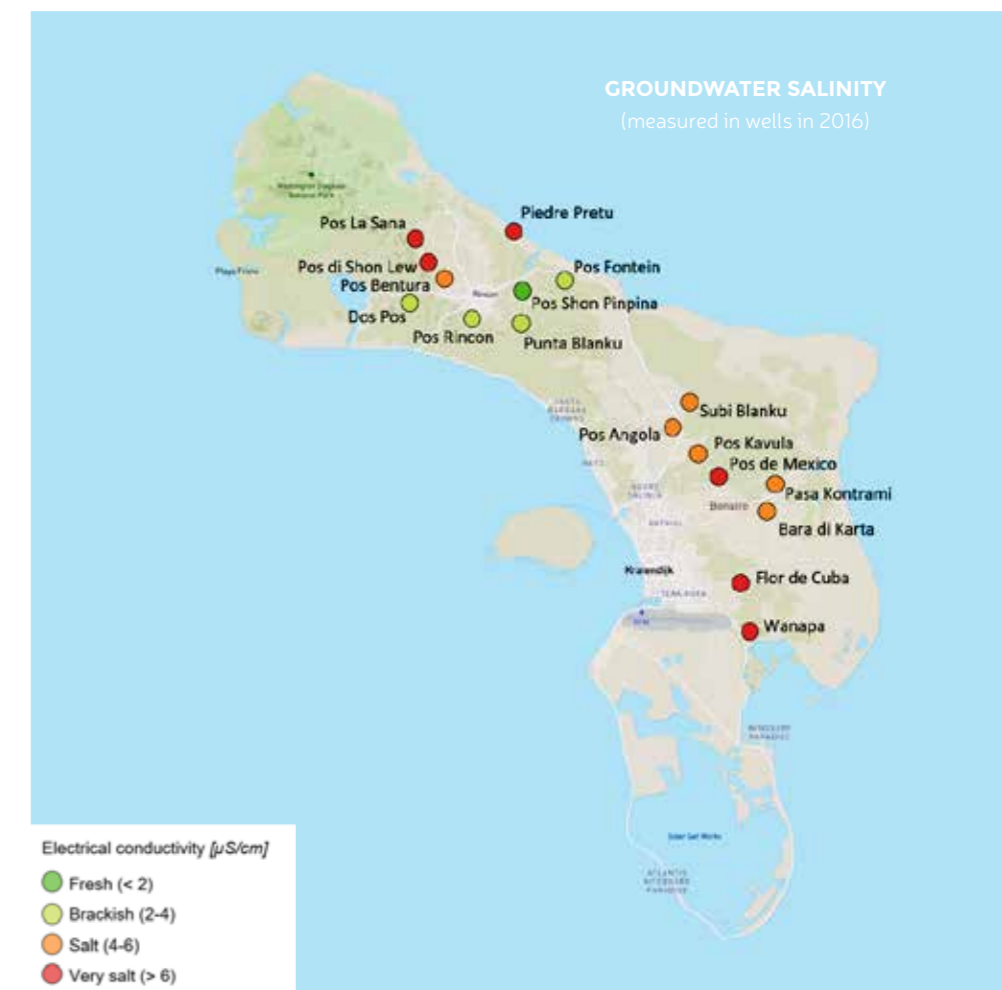 GROUNDWATER SALINITY
(measured in wells in 2016)
Piedre Pretu
Pos La Sana
Pos di Shon Lew
Pos Fontein
Pos Bentura
Pos Shon Pinpina
Dos Pos
Pos Rincon
Punta Blanku
Subi Blanku
Pos Angola
Pos Kavula
Pos de Mexico
Pasa Kontrami
Bonaire
Bara di Karta
Kralendijk
Flor de Cuba
Wanapa
Electrical conductivity [µS/cm]
Fresh (< 2)
Brackish (2-4)
Salt (4-6)
Very salt (> 6)